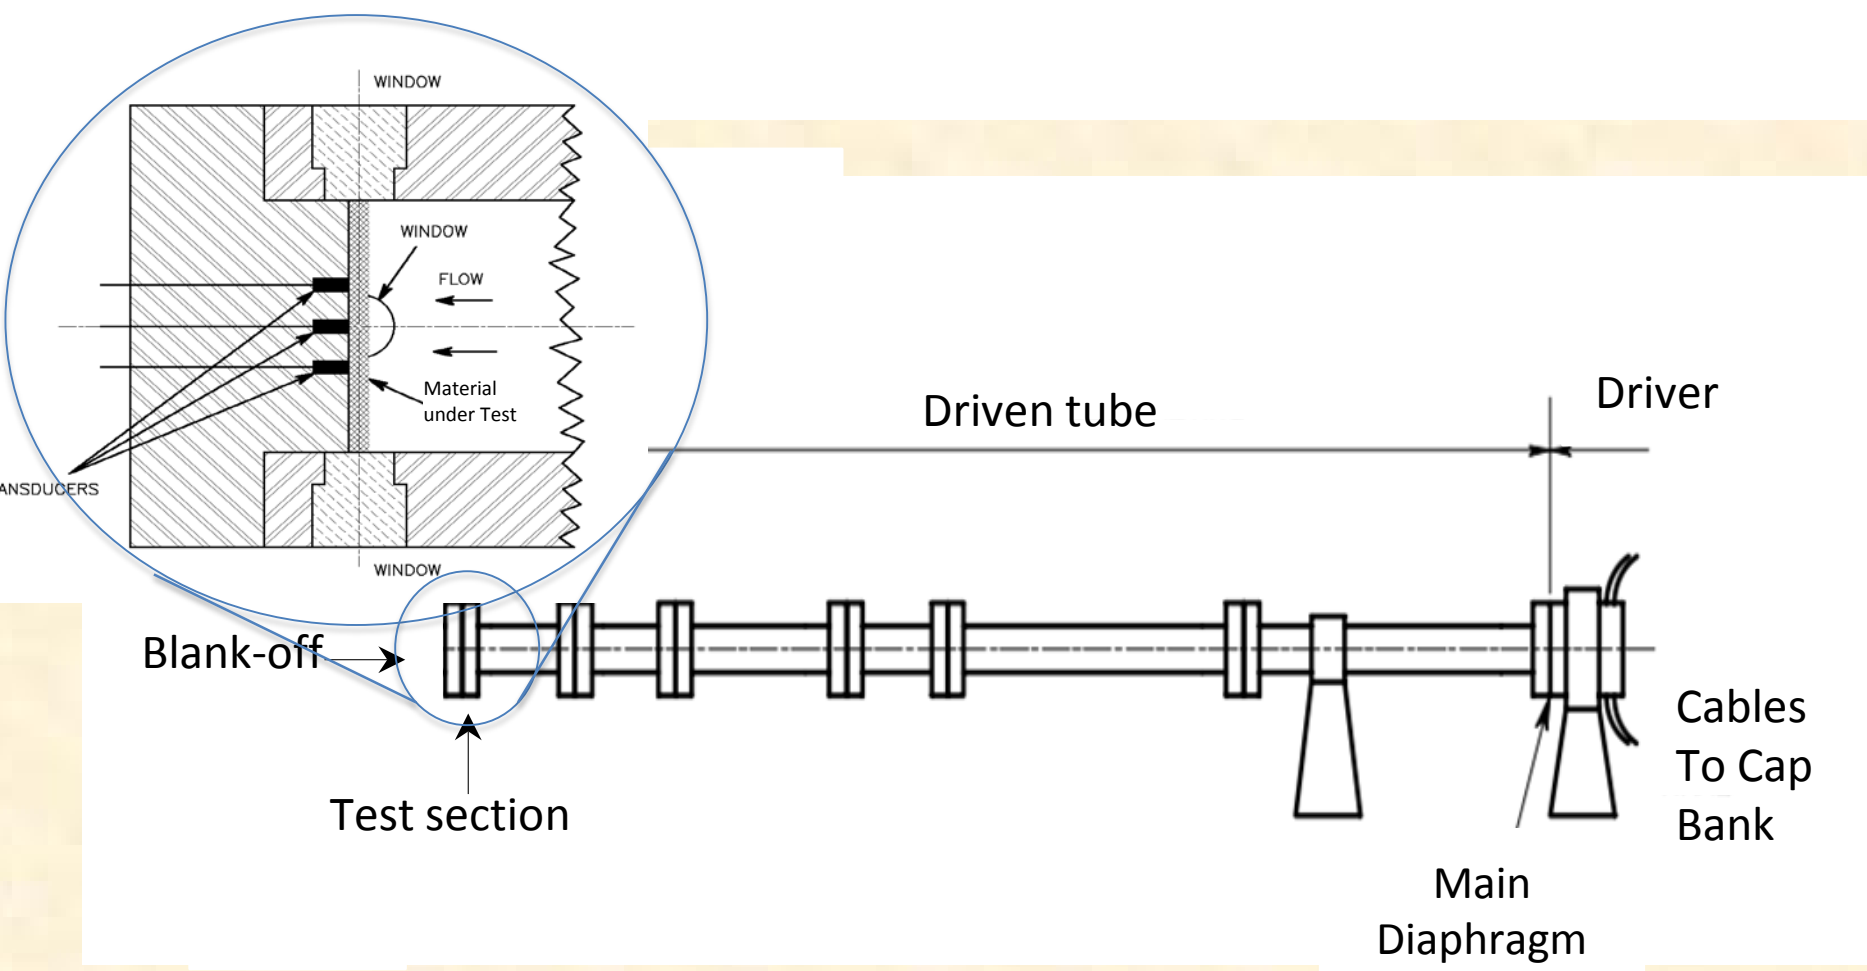 WINDOW
WINDOW
FLOW
Material
under Test
ANSDUCERS
WINDOW
Driven tube
Driver
Blank-off
Test section
Cables
To Cap
Bank
Main
Diaphragm